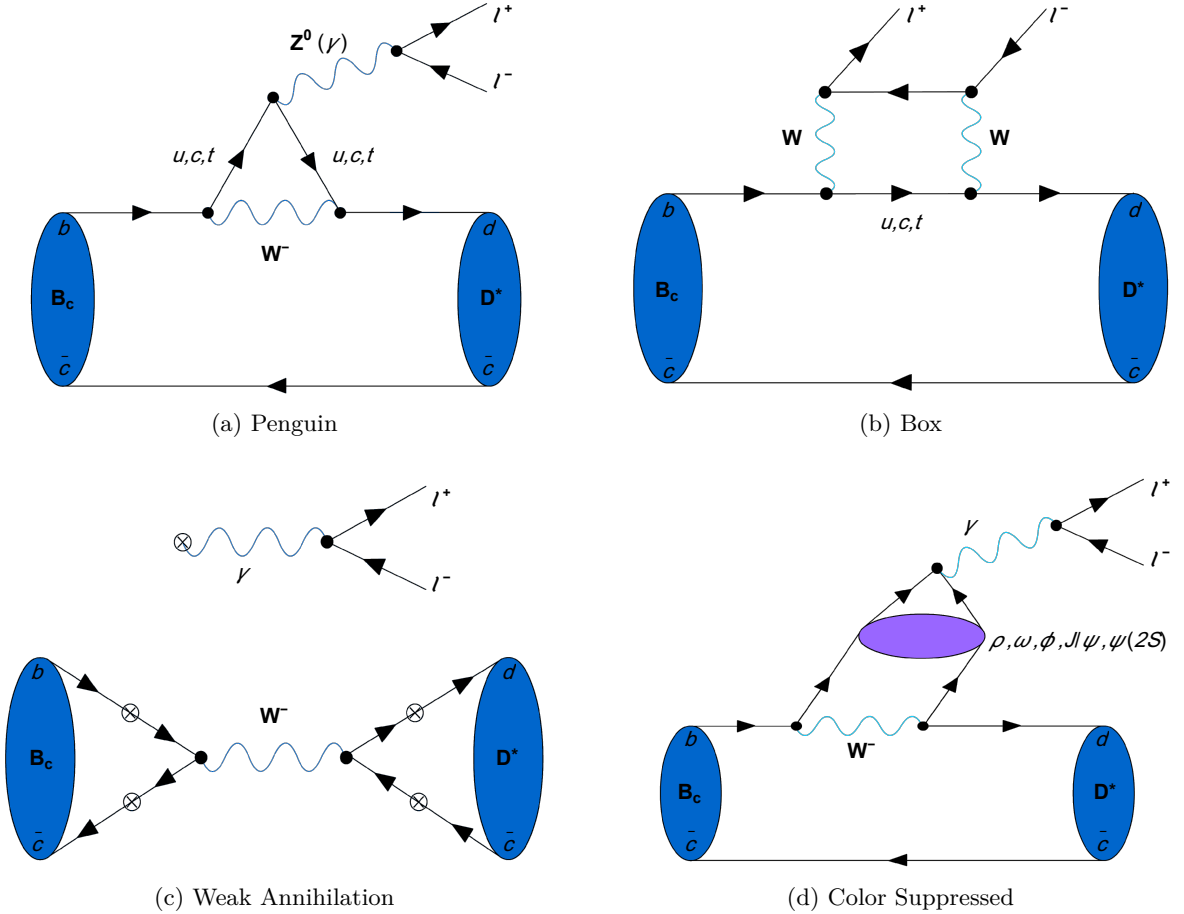 l+
Z⁰ (γ)
l-
u,c,t
u,c,t
b
d
W⁻
B_c
D*
c̄
c̄
(a) Penguin
l+
l-
W
W
b
d
u,c,t
B_c
D*
c̄
c̄
(b) Box
l+
γ
l-
b
d
W⁻
B_c
D*
c̄
c̄
(c) Weak Annihilation
l+
γ
l-
ρ,ω,ϕ,J/ψ,ψ(2S)
b
d
W⁻
B_c
D*
c̄
c̄
(d) Color Suppressed